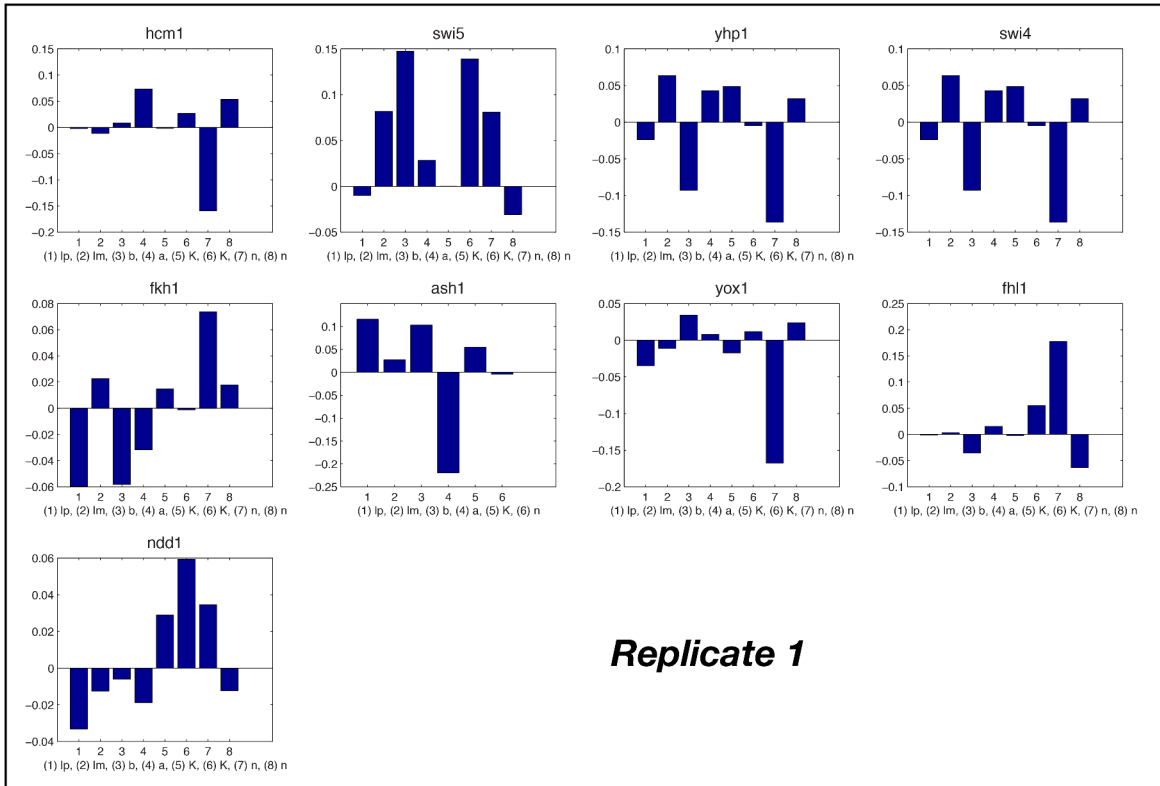 hcm1
0.15
0.1
0.05
0
−0.05
−0.1
−0.15
−0.2
1 2 3 4 5 6 7 8
(1) lp, (2) lm, (3) b, (4) a, (5) K, (6) K, (7) n, (8) n
swi5
0.15
0.1
0.05
0
−0.05
1 2 3 4 5 6 7 8
(1) lp, (2) lm, (3) b, (4) a, (5) K, (6) K, (7) n, (8) n
yhp1
0.1
0.05
0
−0.05
−0.1
−0.15
1 2 3 4 5 6 7 8
(1) lp, (2) lm, (3) b, (4) a, (5) K, (6) K, (7) n, (8) n
swi4
0.1
0.05
0
−0.05
−0.1
−0.15
1 2 3 4 5 6 7 8
(1) lp, (2) lm, (3) b, (4) a, (5) K, (6) K, (7) n, (8) n
fkh1
0.08
0.06
0.04
0.02
0
−0.02
−0.04
−0.06
1 2 3 4 5 6 7 8
(1) lp, (2) lm, (3) b, (4) a, (5) K, (6) K, (7) n, (8) n
ash1
0.1
0.05
0
−0.05
−0.1
−0.15
−0.2
−0.25
1 2 3 4 5 6
(1) lp, (2) lm, (3) b, (4) a, (5) K, (6) n
yox1
0.05
0
−0.05
−0.1
−0.15
−0.2
1 2 3 4 5 6 7 8
(1) lp, (2) lm, (3) b, (4) a, (5) K, (6) K, (7) n, (8) n
fhl1
0.25
0.2
0.15
0.1
0.05
0
−0.05
−0.1
1 2 3 4 5 6 7 8
(1) lp, (2) lm, (3) b, (4) a, (5) K, (6) K, (7) n, (8) n
ndd1
0.06
0.04
0.02
0
−0.02
−0.04
1 2 3 4 5 6 7 8
(1) lp, (2) lm, (3) b, (4) a, (5) K, (6) K, (7) n, (8) n
Replicate 1